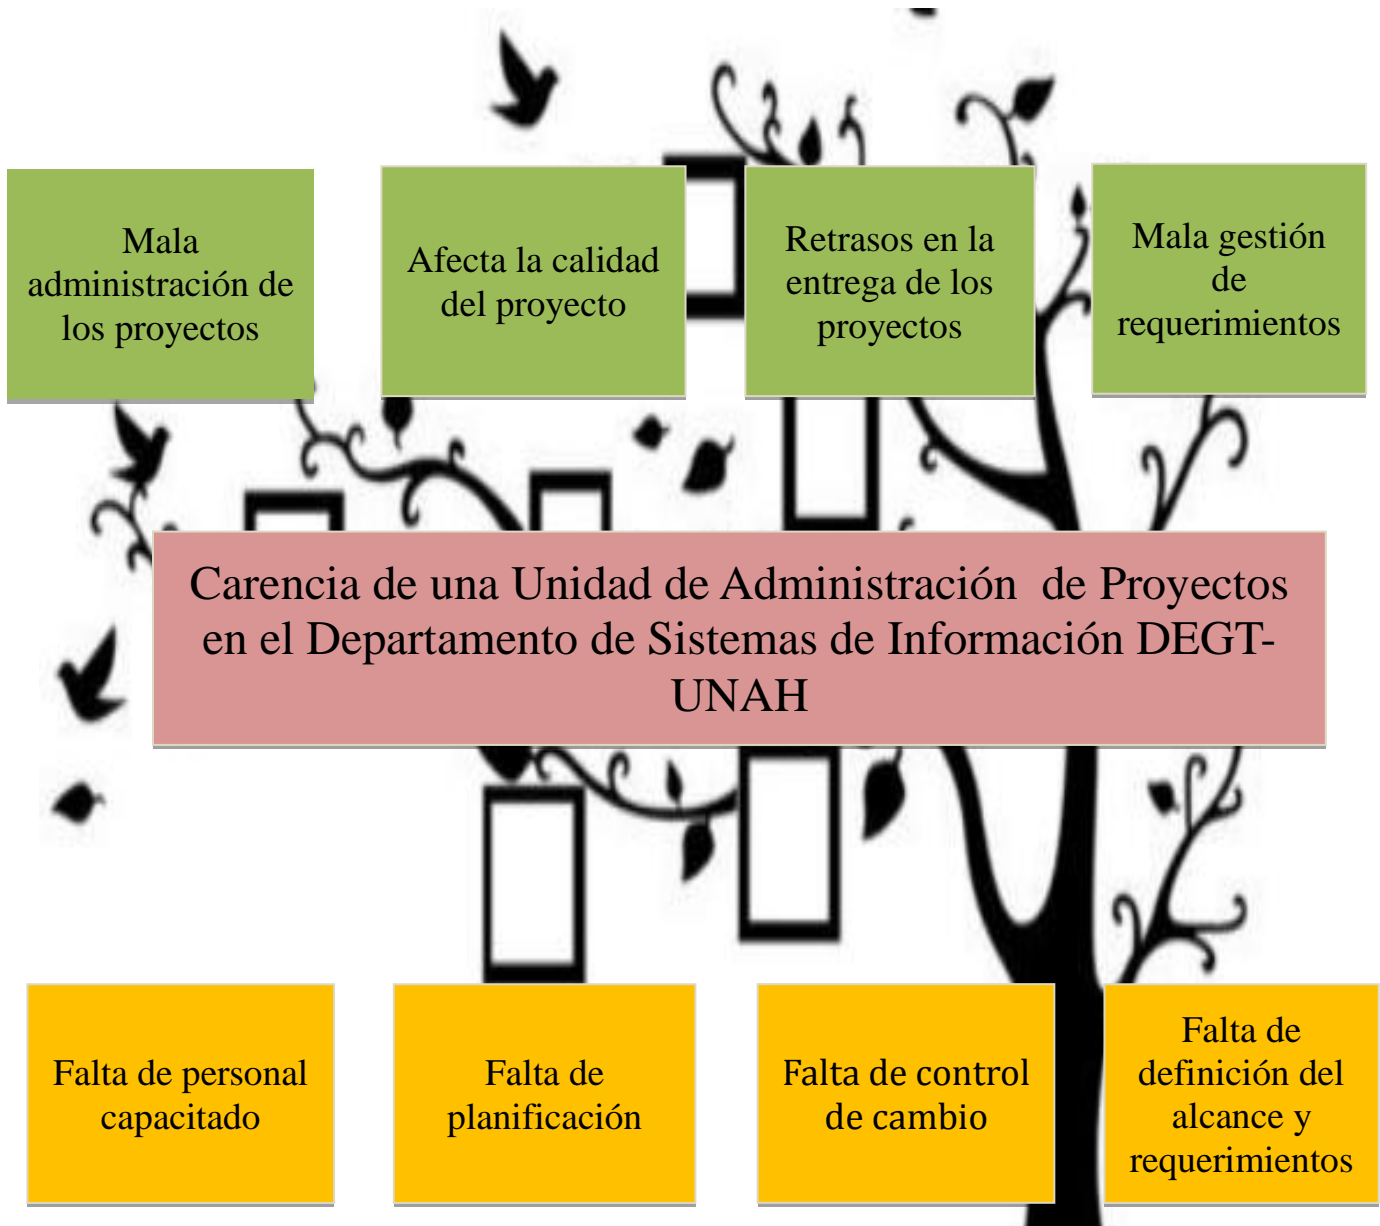 Mala
administración de
los proyectos
Afecta la calidad
del proyecto
Retrasos en la
entrega de los
proyectos
Mala gestión
de
requerimientos
Carencia de una Unidad de Administración de Proyectos
en el Departamento de Sistemas de Información DEGT-
UNAH
Falta de personal
capacitado
Falta de
planificación
Falta de control
de cambio
Falta de
definición del
alcance y
requerimientos